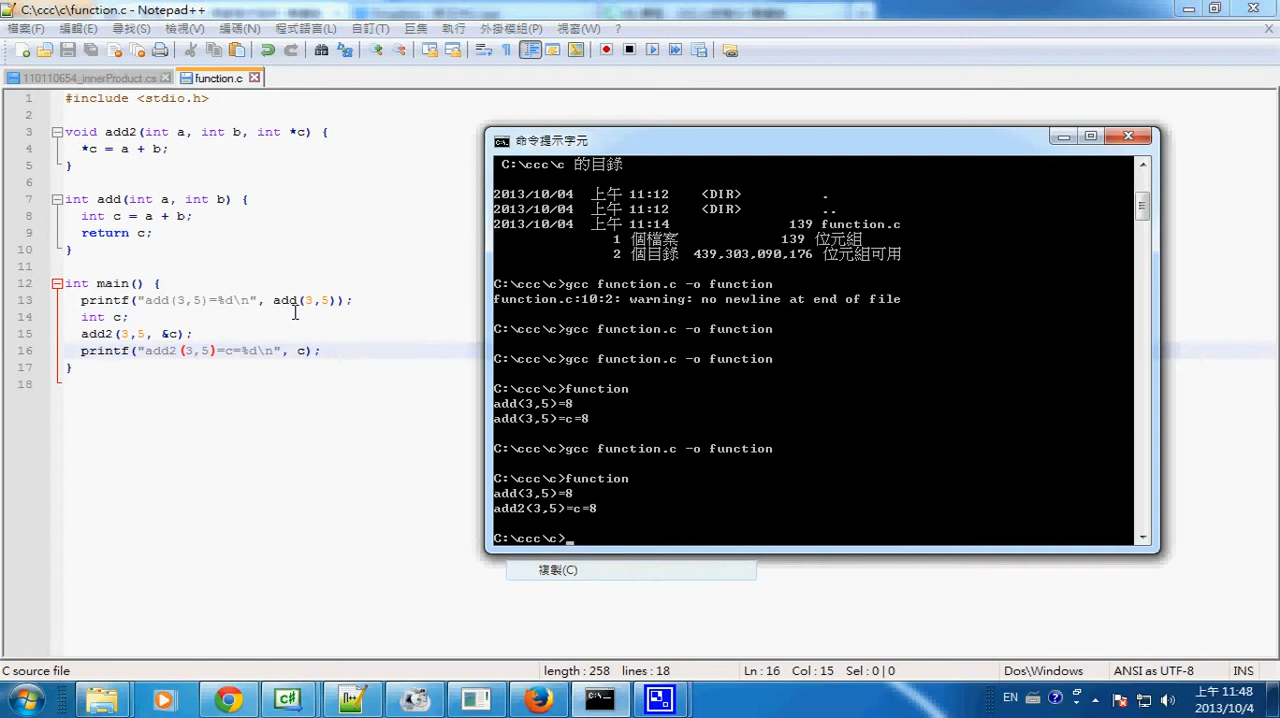 C:\ccc\c\function.c - Notepad++
檔案(F) 編輯(E) 尋找(S) 檢視(V) 編碼(N) 程式語言(L) 自訂(T) 巨集 執行 外掛模組(P) 視窗(W) ?
110110654_innerProduct.cs function.c
1 #include <stdio.h>
2
3 void add2(int a, int b, int *c) {
4 *c = a + b;
5 }
6
7 int add(int a, int b) {
8 int c = a + b;
9 return c;
10 }
11
12 int main() {
13 printf("add(3,5)=%d\n", add(3,5));
14 int c;
15 add2(3,5, &c);
16 printf("add2(3,5)=c=%d\n", c);
17 }
18
命令提示字元
C:\ccc\c 的目錄
2013/10/04 上午 11:12 <DIR> .
2013/10/04 上午 11:12 <DIR> ..
2013/10/04 上午 11:14 139 function.c
1 個檔案 139 位元組
2 個目錄 439,303,090,176 位元組可用
C:\ccc\c>gcc function.c -o function
function.c:10:2: warning: no newline at end of file
C:\ccc\c>gcc function.c -o function
C:\ccc\c>gcc function.c -o function
C:\ccc\c>function
add(3,5)=8
add(3,5)=c=8
C:\ccc\c>gcc function.c -o function
C:\ccc\c>function
add(3,5)=8
add2(3,5)=c=8
C:\ccc\c>_
複製(C)
C source file length : 258 lines : 18 Ln : 16 Col : 15 Sel : 0 | 0 Dos\Windows ANSI as UTF-8 INS
EN 上午 11:48
2013/10/4